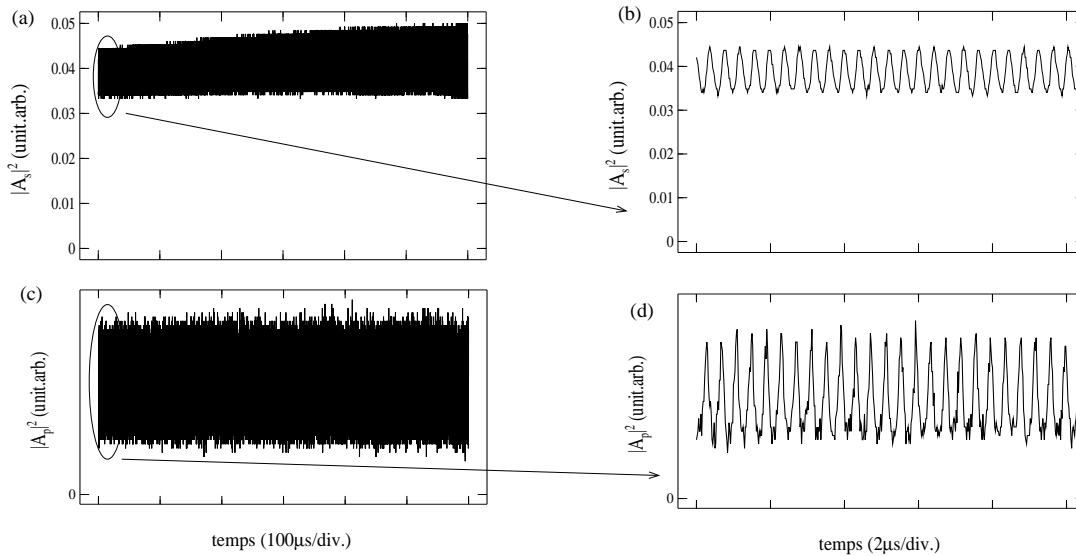 (a)
0.05
0.04
0.03
0.02
0.01
0
|A_s|^2 (unit.arb.)
(b)
0.05
0.04
0.03
0.02
0.01
0
|A_s|^2 (unit.arb.)
(c)
0
|A_p|^2 (unit.arb.)
temps (100μs/div.)
(d)
0
|A_p|^2 (unit.arb.)
temps (2μs/div.)